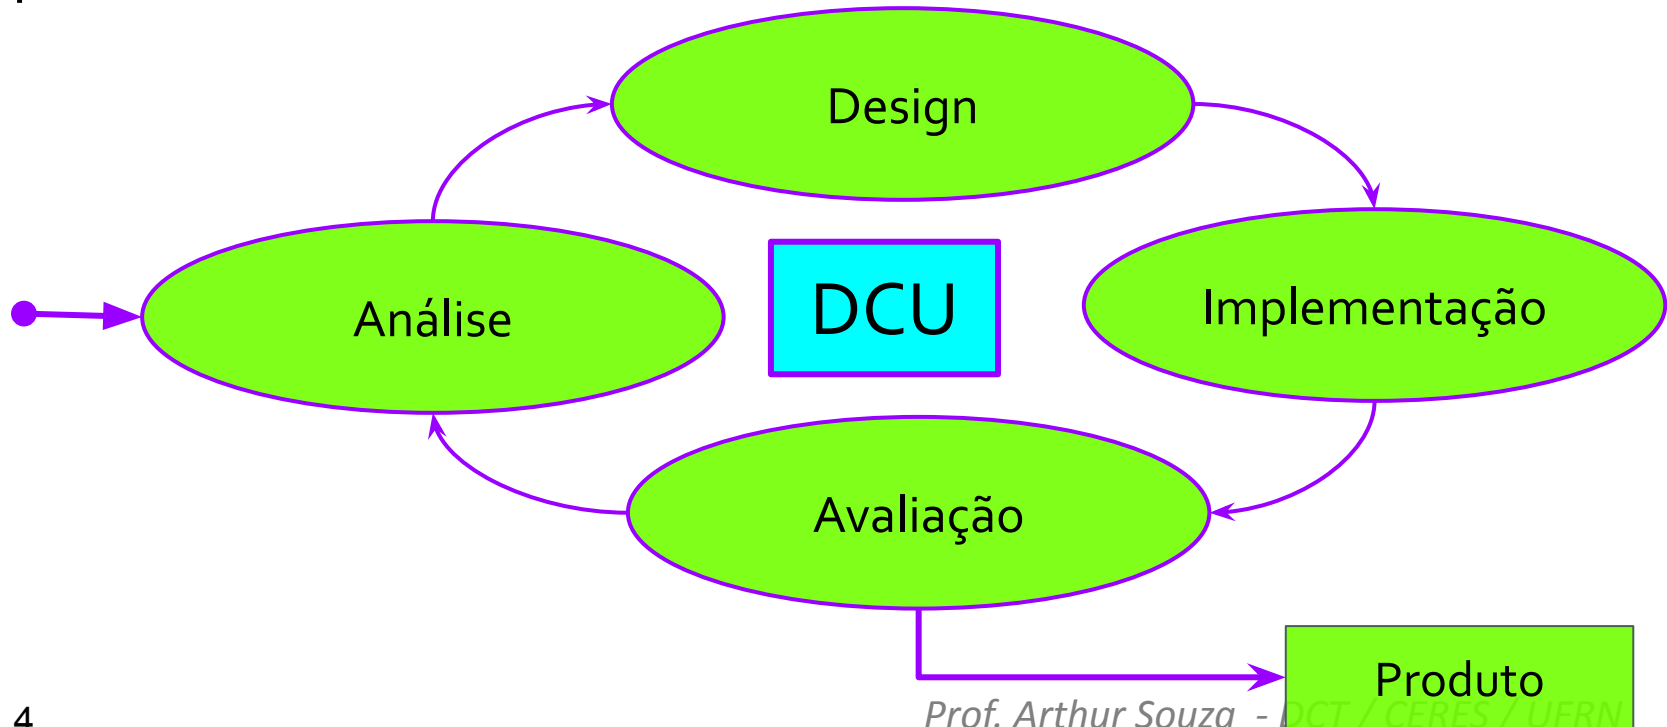 Design
Análise
DCU
Implementação
Avaliação
Produto
4
Prof. Arthur Souza - DCT / CERES / UFRN